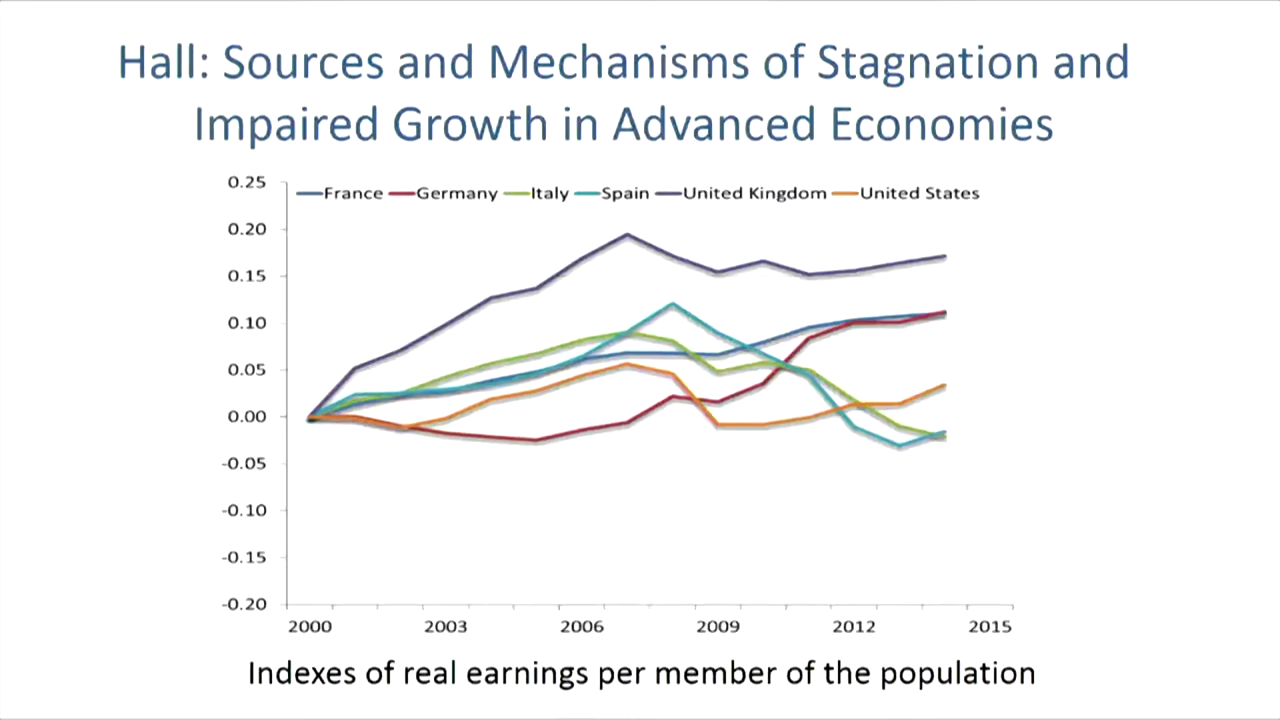 Hall: Sources and Mechanisms of Stagnation and
Impaired Growth in Advanced Economies
0.25
France Germany Italy Spain United Kingdom United States
0.20
0.15
0.10
0.05
0.00
-0.05
-0.10
-0.15
-0.20
2000 2003 2006 2009 2012 2015
Indexes of real earnings per member of the population